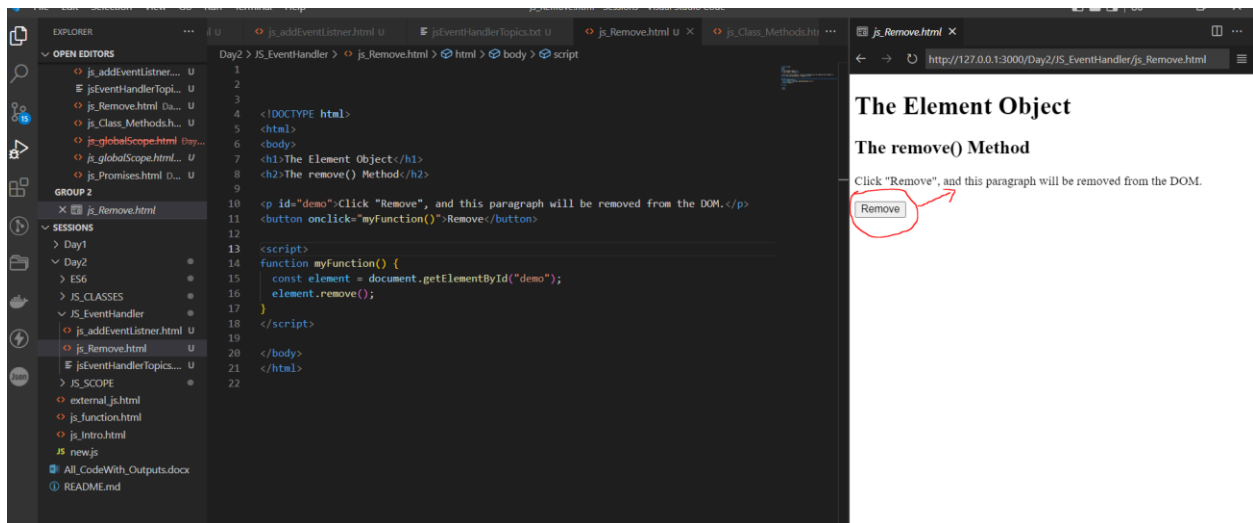 EXPLORER
OPEN EDITORS
js_addEventListner.... U
jsEventHandlerTopi... U
js_Remove.html Da... U
js_Class_Methods.h... U
js_globalScope.html Day...
js_globalScope.html... U
js_Promises.html D... U
GROUP 2
js_Remove.html
SESSIONS
Day1
Day2
ES6
JS_CLASSES
JS_EventHandler
js_addEventListner.html U
js_Remove.html U
jsEventHandlerTopics.... U
JS_SCOPE
external_js.html
js_function.html
js_Intro.html
JS new.js
All_CodeWith_Outputs.docx
README.md
15
Json
js_addEventListener.html U
jsEventHandlerTopics.txt U
js_Remove.html U
js_Class_Methods.ht
Day2 > JS_EventHandler > js_Remove.html > html > body > script
1
2
3
4 <!DOCTYPE html>
5 <html>
6 <body>
7 <h1>The Element Object</h1>
8 <h2>The remove() Method</h2>
9
10 <p id="demo">Click "Remove", and this paragraph will be removed from the DOM.</p>
11 <button onclick="myFunction()">Remove</button>
12
13 <script>
14 function myFunction() {
15 const element = document.getElementById("demo");
16 element.remove();
17 }
18 </script>
19
20 </body>
21 </html>
22
js_Remove.html
http://127.0.0.1:3000/Day2/JS_EventHandler/js_Remove.html
The Element Object
The remove() Method
Click "Remove", and this paragraph will be removed from the DOM.
Remove